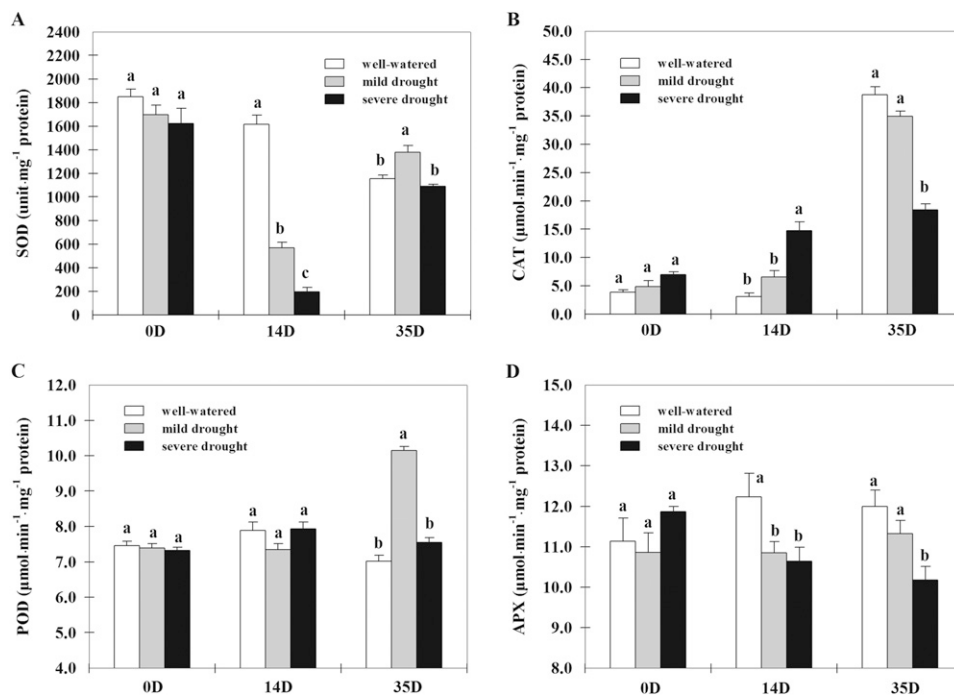 A
2400
2200
2000
1800
1600
1400
1200
1000
800
600
400
200
0
SOD (unit·mg⁻¹ protein)
well-watered
mild drought
severe drought
a a a
a b c
b a b
0D 14D 35D
B
50.0
45.0
40.0
35.0
30.0
25.0
20.0
15.0
10.0
5.0
0.0
CAT (μmol·min⁻¹·mg⁻¹ protein)
well-watered
mild drought
severe drought
a a a
b b a
a a b
0D 14D 35D
C
12.0
11.0
10.0
9.0
8.0
7.0
6.0
5.0
4.0
POD (μmol·min⁻¹·mg⁻¹ protein)
well-watered
mild drought
severe drought
a a a
a a a
b a b
0D 14D 35D
D
15.0
14.0
13.0
12.0
11.0
10.0
9.0
8.0
APX (μmol·min⁻¹·mg⁻¹ protein)
well-watered
mild drought
severe drought
a a a
a b b
a a b
0D 14D 35D